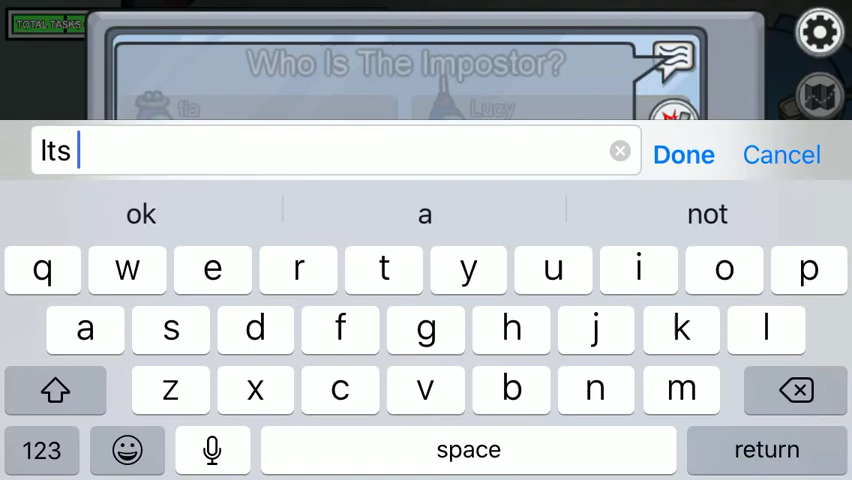 TOTAL TASKS
Who Is The Impostor?
fia
Lucy
Its
Done
Cancel
ok
a
not
q w e r t y u i o p
a s d f g h j k l
z x c v b n m
123
space
return